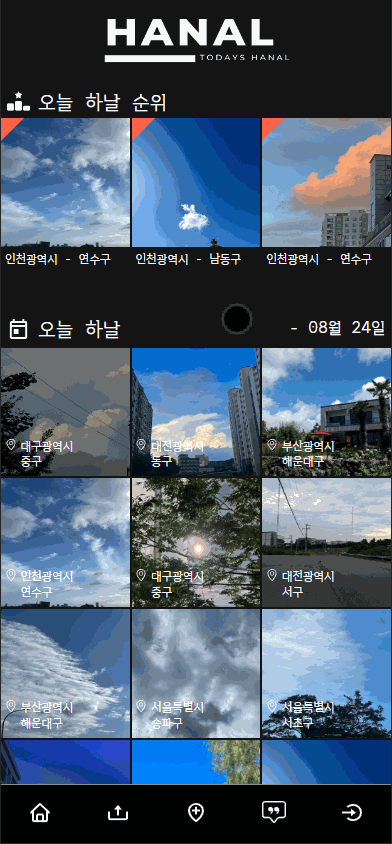 HANAL
TODAYS HANAL
오늘 하날 순위
인천광역시 - 연수구
인천광역시 - 남동구
인천광역시 - 연수구
오늘 하날
- 08월 24일
대구광역시
중구
대전광역시
동구
부산광역시
해운대구
인천광역시
연수구
대구광역시
중구
대전광역시
서구
부산광역시
해운대구
서울특별시
송파구
서울특별시
서초구